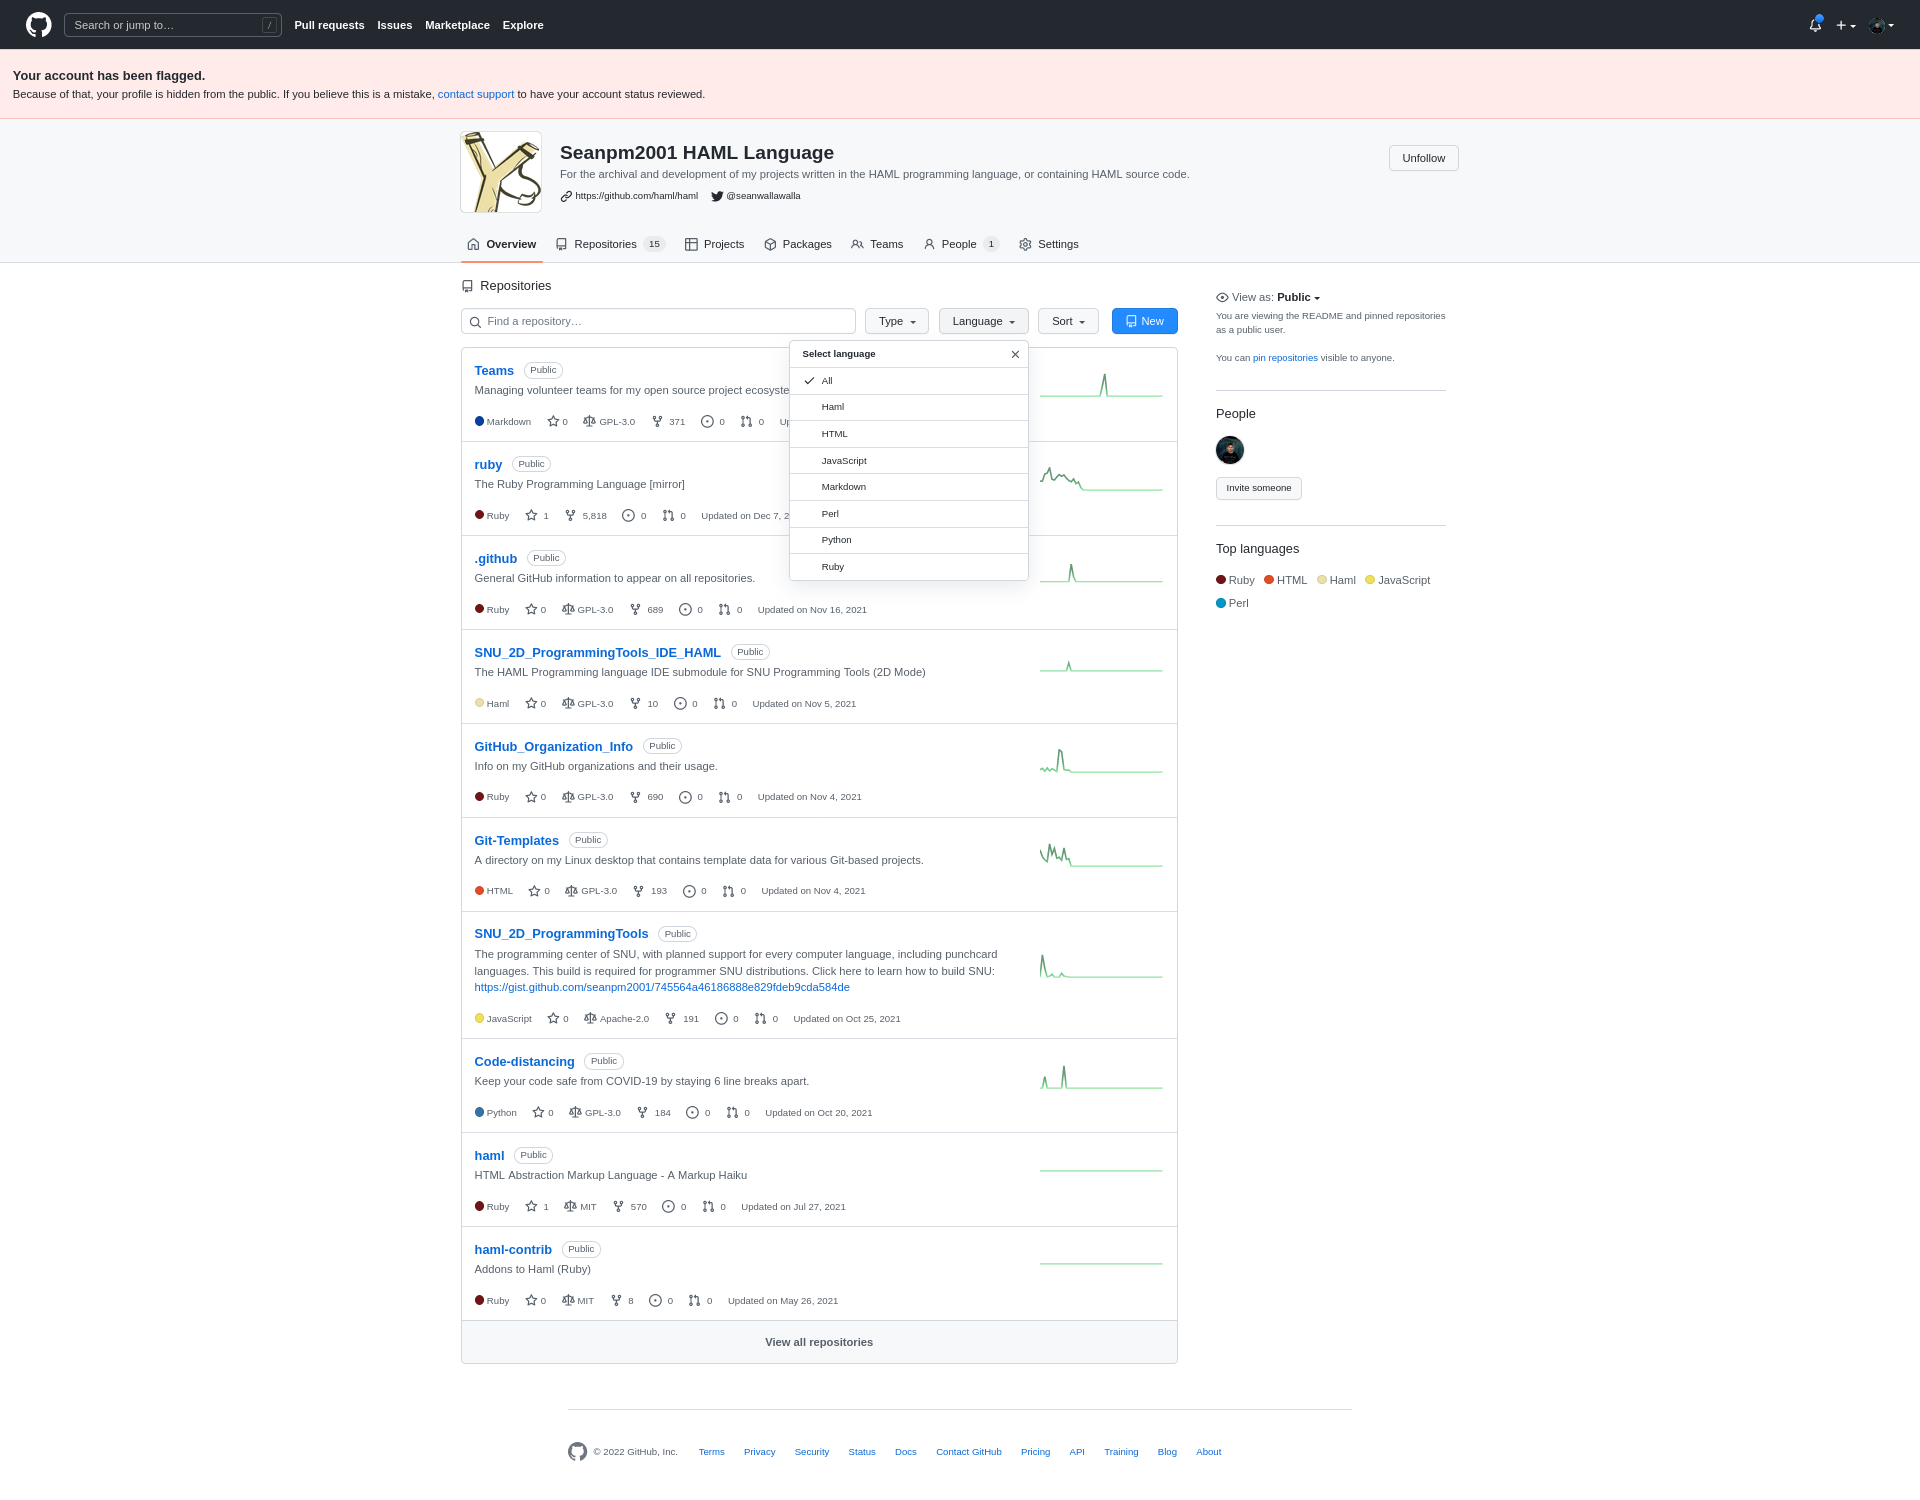 Search or jump to…
/
Pull requests Issues Marketplace Explore
Your account has been flagged.
Because of that, your profile is hidden from the public. If you believe this is a mistake, contact support to have your account status reviewed.
Seanpm2001 HAML Language
For the archival and development of my projects written in the HAML programming language, or containing HAML source code.
https://github.com/haml/haml @seanwallawalla
Unfollow
Overview Repositories 15 Projects Packages Teams People 1 Settings
Repositories
Find a repository…
Type Language Sort New
Select language
All
Haml
HTML
JavaScript
Markdown
Perl
Python
Ruby
Teams Public
Managing volunteer teams for my open source project ecosyste
Markdown 0 GPL-3.0 371 0 0 Up
ruby Public
The Ruby Programming Language [mirror]
Ruby 1 5,818 0 0 Updated on Dec 7, 2
.github Public
General GitHub information to appear on all repositories.
Ruby 0 GPL-3.0 689 0 0 Updated on Nov 16, 2021
SNU_2D_ProgrammingTools_IDE_HAML Public
The HAML Programming language IDE submodule for SNU Programming Tools (2D Mode)
Haml 0 GPL-3.0 10 0 0 Updated on Nov 5, 2021
GitHub_Organization_Info Public
Info on my GitHub organizations and their usage.
Ruby 0 GPL-3.0 690 0 0 Updated on Nov 4, 2021
Git-Templates Public
A directory on my Linux desktop that contains template data for various Git-based projects.
HTML 0 GPL-3.0 193 0 0 Updated on Nov 4, 2021
SNU_2D_ProgrammingTools Public
The programming center of SNU, with planned support for every computer language, including punchcard
languages. This build is required for programmer SNU distributions. Click here to learn how to build SNU:
https://gist.github.com/seanpm2001/745564a46186888e829fdeb9cda584de
JavaScript 0 Apache-2.0 191 0 0 Updated on Oct 25, 2021
Code-distancing Public
Keep your code safe from COVID-19 by staying 6 line breaks apart.
Python 0 GPL-3.0 184 0 0 Updated on Oct 20, 2021
haml Public
HTML Abstraction Markup Language - A Markup Haiku
Ruby 1 MIT 570 0 0 Updated on Jul 27, 2021
haml-contrib Public
Addons to Haml (Ruby)
Ruby 0 MIT 8 0 0 Updated on May 26, 2021
View all repositories
View as: Public
You are viewing the README and pinned repositories
as a public user.
You can pin repositories visible to anyone.
People
Invite someone
Top languages
Ruby HTML Haml JavaScript
Perl
© 2022 GitHub, Inc. Terms Privacy Security Status Docs Contact GitHub Pricing API Training Blog About